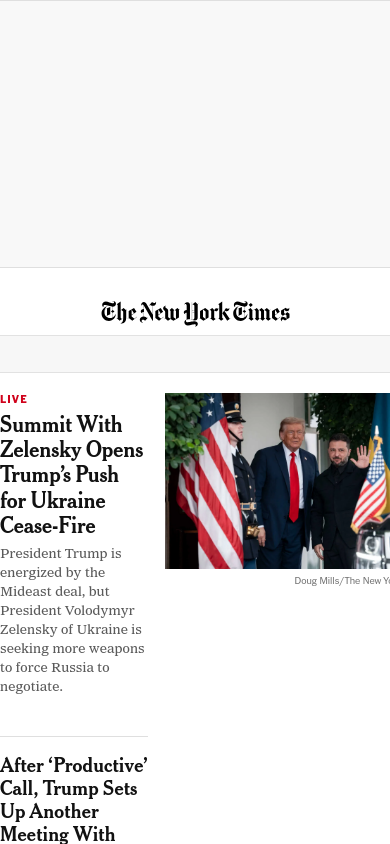 The New York Times
LIVE
Summit With
Zelensky Opens
Trump’s Push
for Ukraine
Cease-Fire
President Trump is
energized by the
Mideast deal, but
President Volodymyr
Zelensky of Ukraine is
seeking more weapons
to force Russia to
negotiate.
Doug Mills/The New Yo
After ‘Productive’
Call, Trump Sets
Up Another
Meeting With